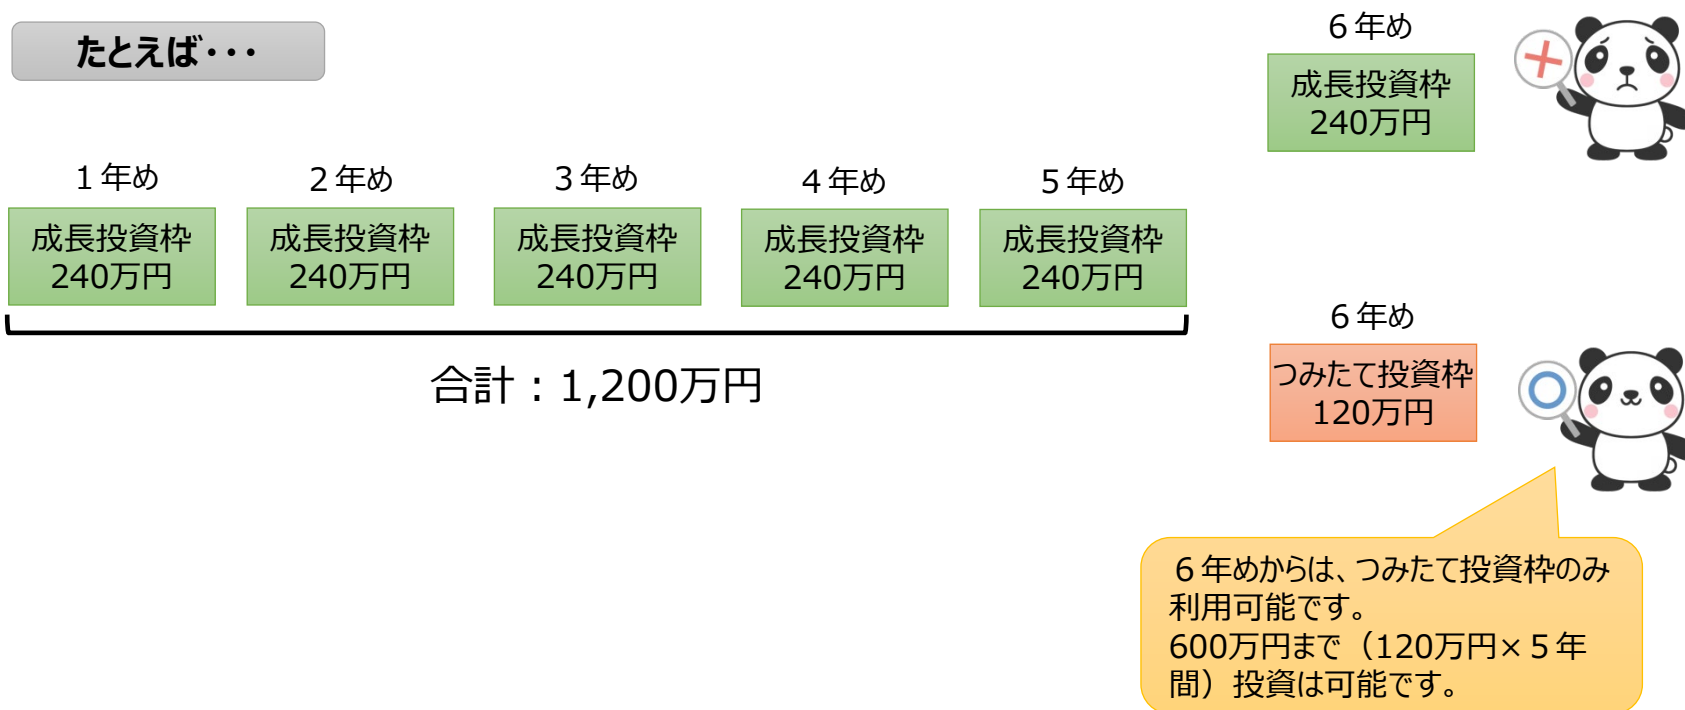 たとえば・・・
１年め
成長投資枠
240万円
２年め
成長投資枠
240万円
３年め
成長投資枠
240万円
４年め
成長投資枠
240万円
５年め
成長投資枠
240万円
合計：1,200万円
６年め
成長投資枠
240万円
６年め
つみたて投資枠
120万円
６年めからは、つみたて投資枠のみ
利用可能です。
600万円まで（120万円×５年
間）投資は可能です。